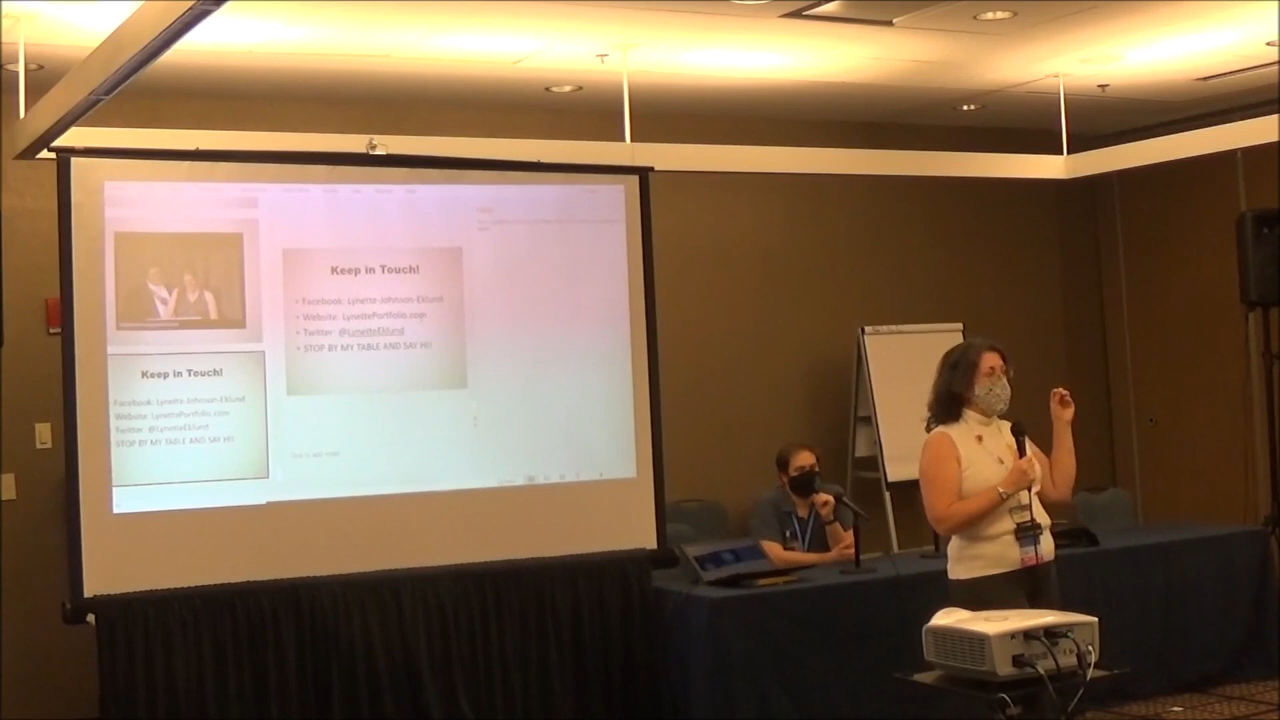 Keep in Touch!
• Facebook: Lynette-Johnson-Eklund
• Website: LynettePortfolio.com
• Twitter: @LynetteEklund
• STOP BY MY TABLE AND SAY HI!
Keep in Touch!
Facebook: Lynette-Johnson-Eklund
Website: LynettePortfolio.com
Twitter: @LynetteEklund
STOP BY MY TABLE AND SAY HI!